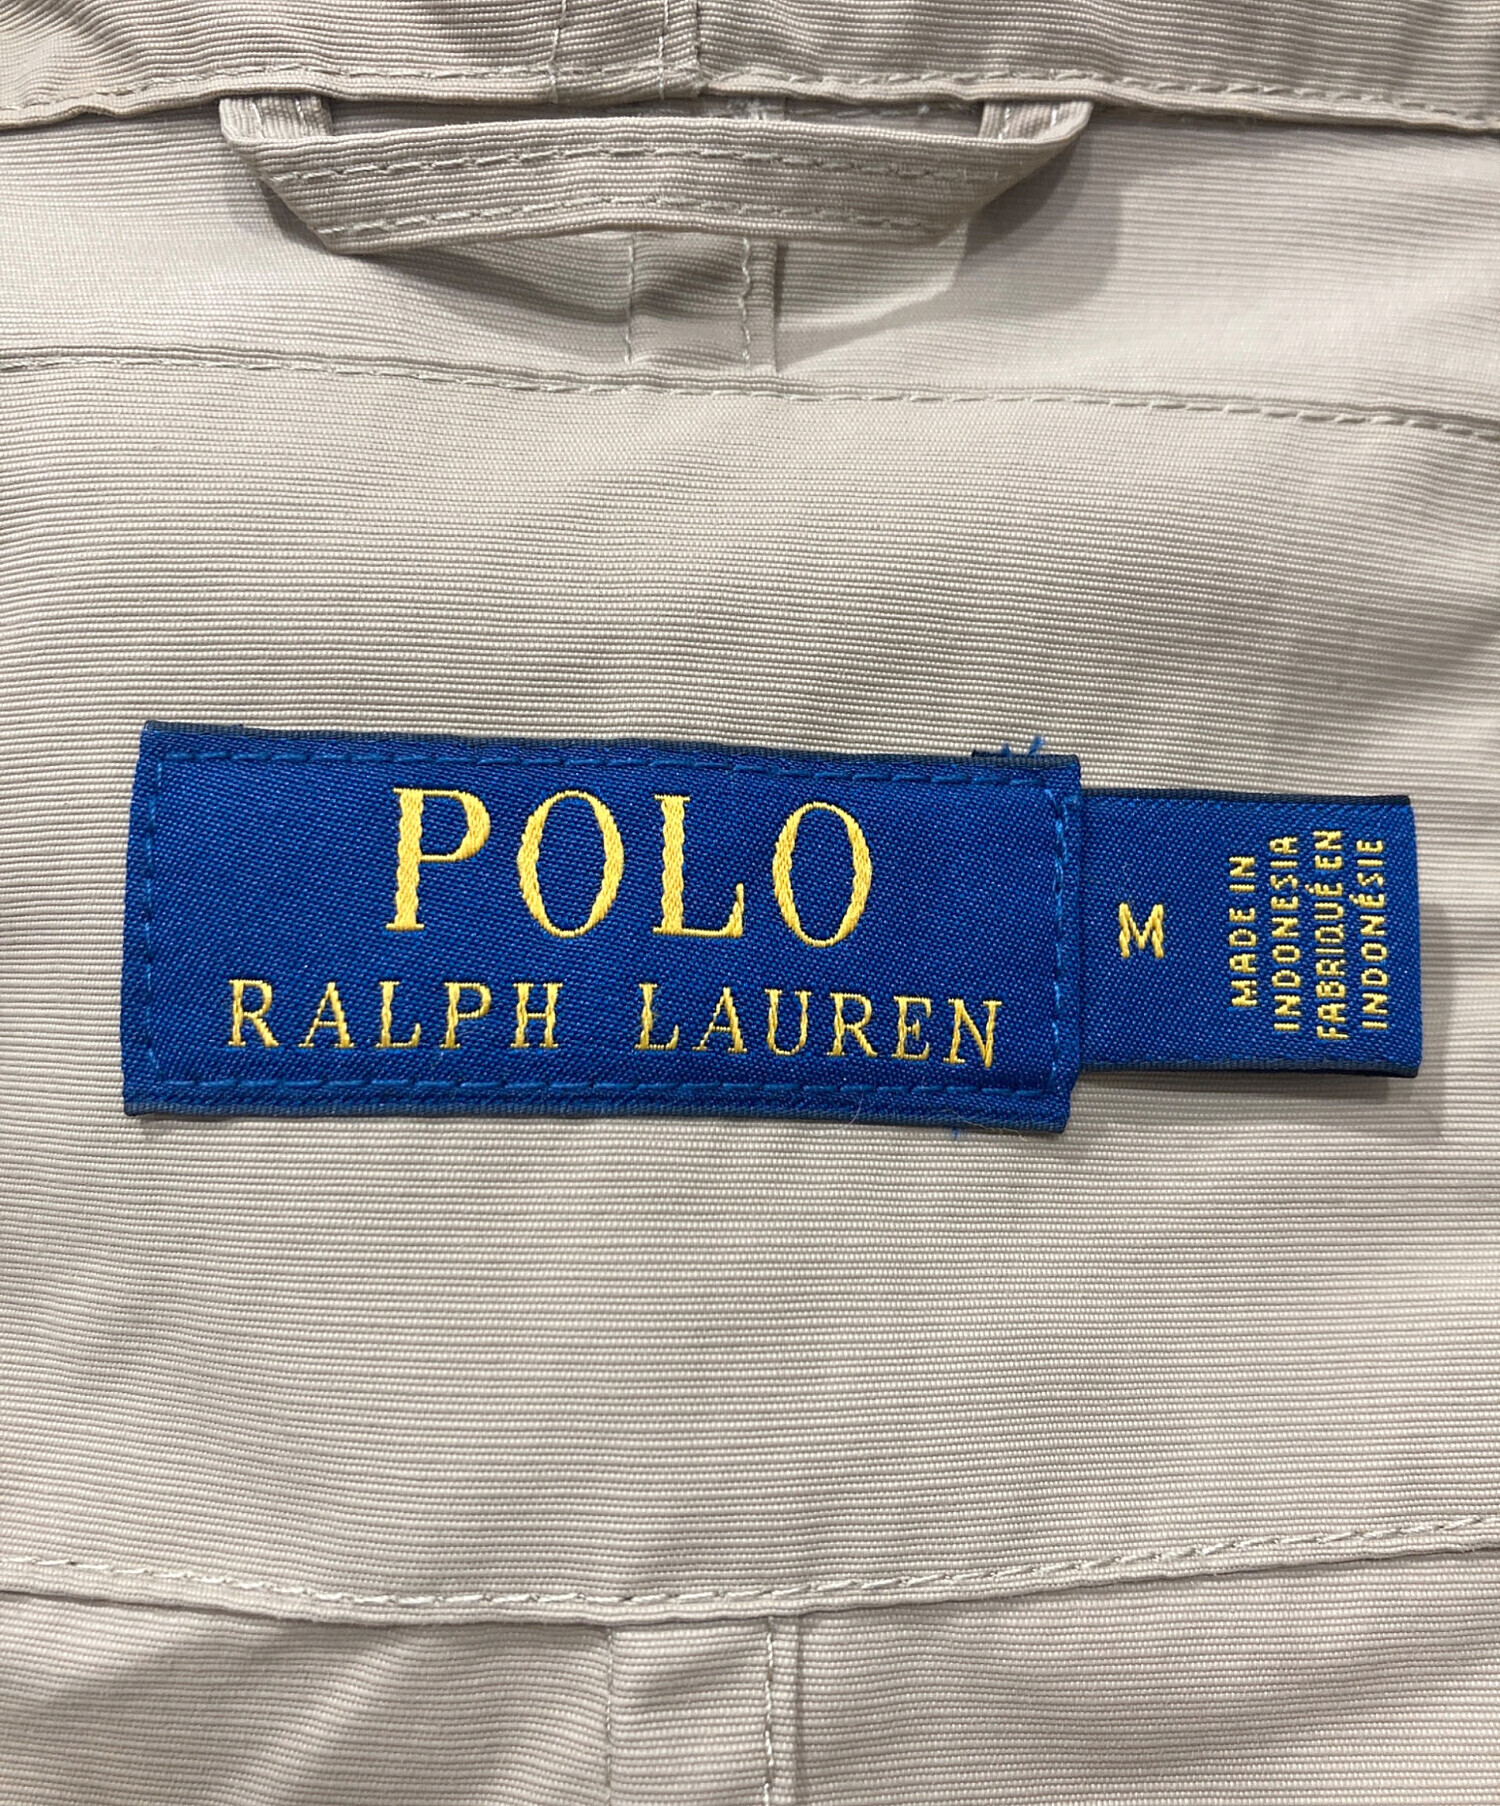 POLO
RALPH LAUREN
M
MADE IN
INDONESIA
FABRIQUÉ EN
INDONÉSIE